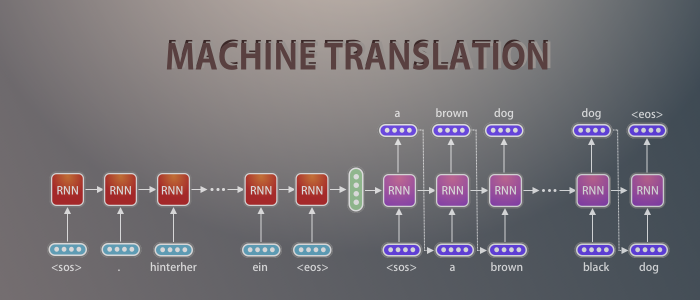 MACHINE TRANSLATION
a brown dog dog <eos>
RNN RNN RNN RNN RNN RNN RNN RNN RNN RNN
<sos> . hinterher ein <eos> <sos> a brown black dog